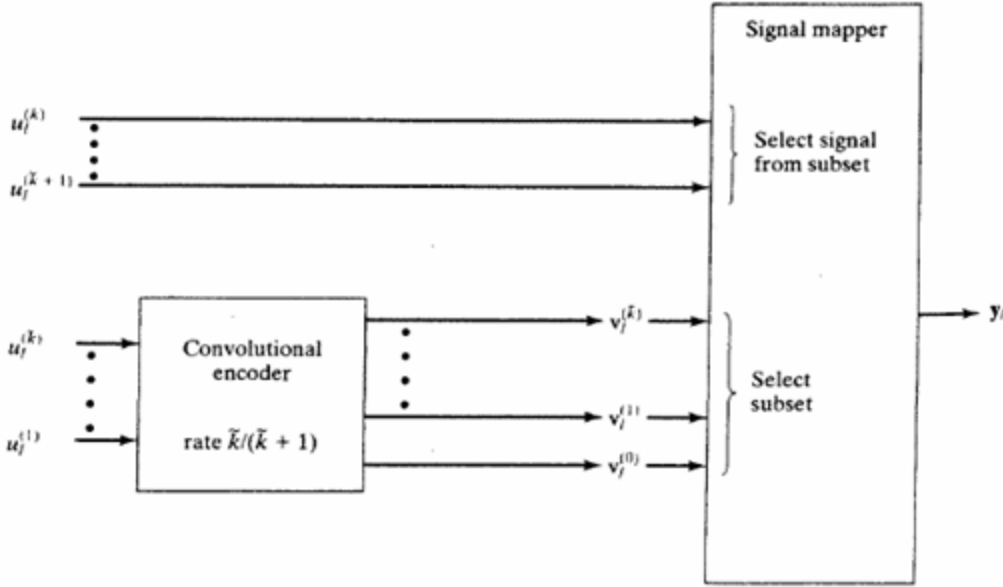 Signal mapper
u_l^(k)
Select signal
from subset
u_l^(k̃ + 1)
y_l
u_l^(k̃)
Convolutional
encoder
v_l^(k̃)
Select
subset
u_l^(1)
rate k̃/(k̃ + 1)
v_l^(1)
v_l^(0)